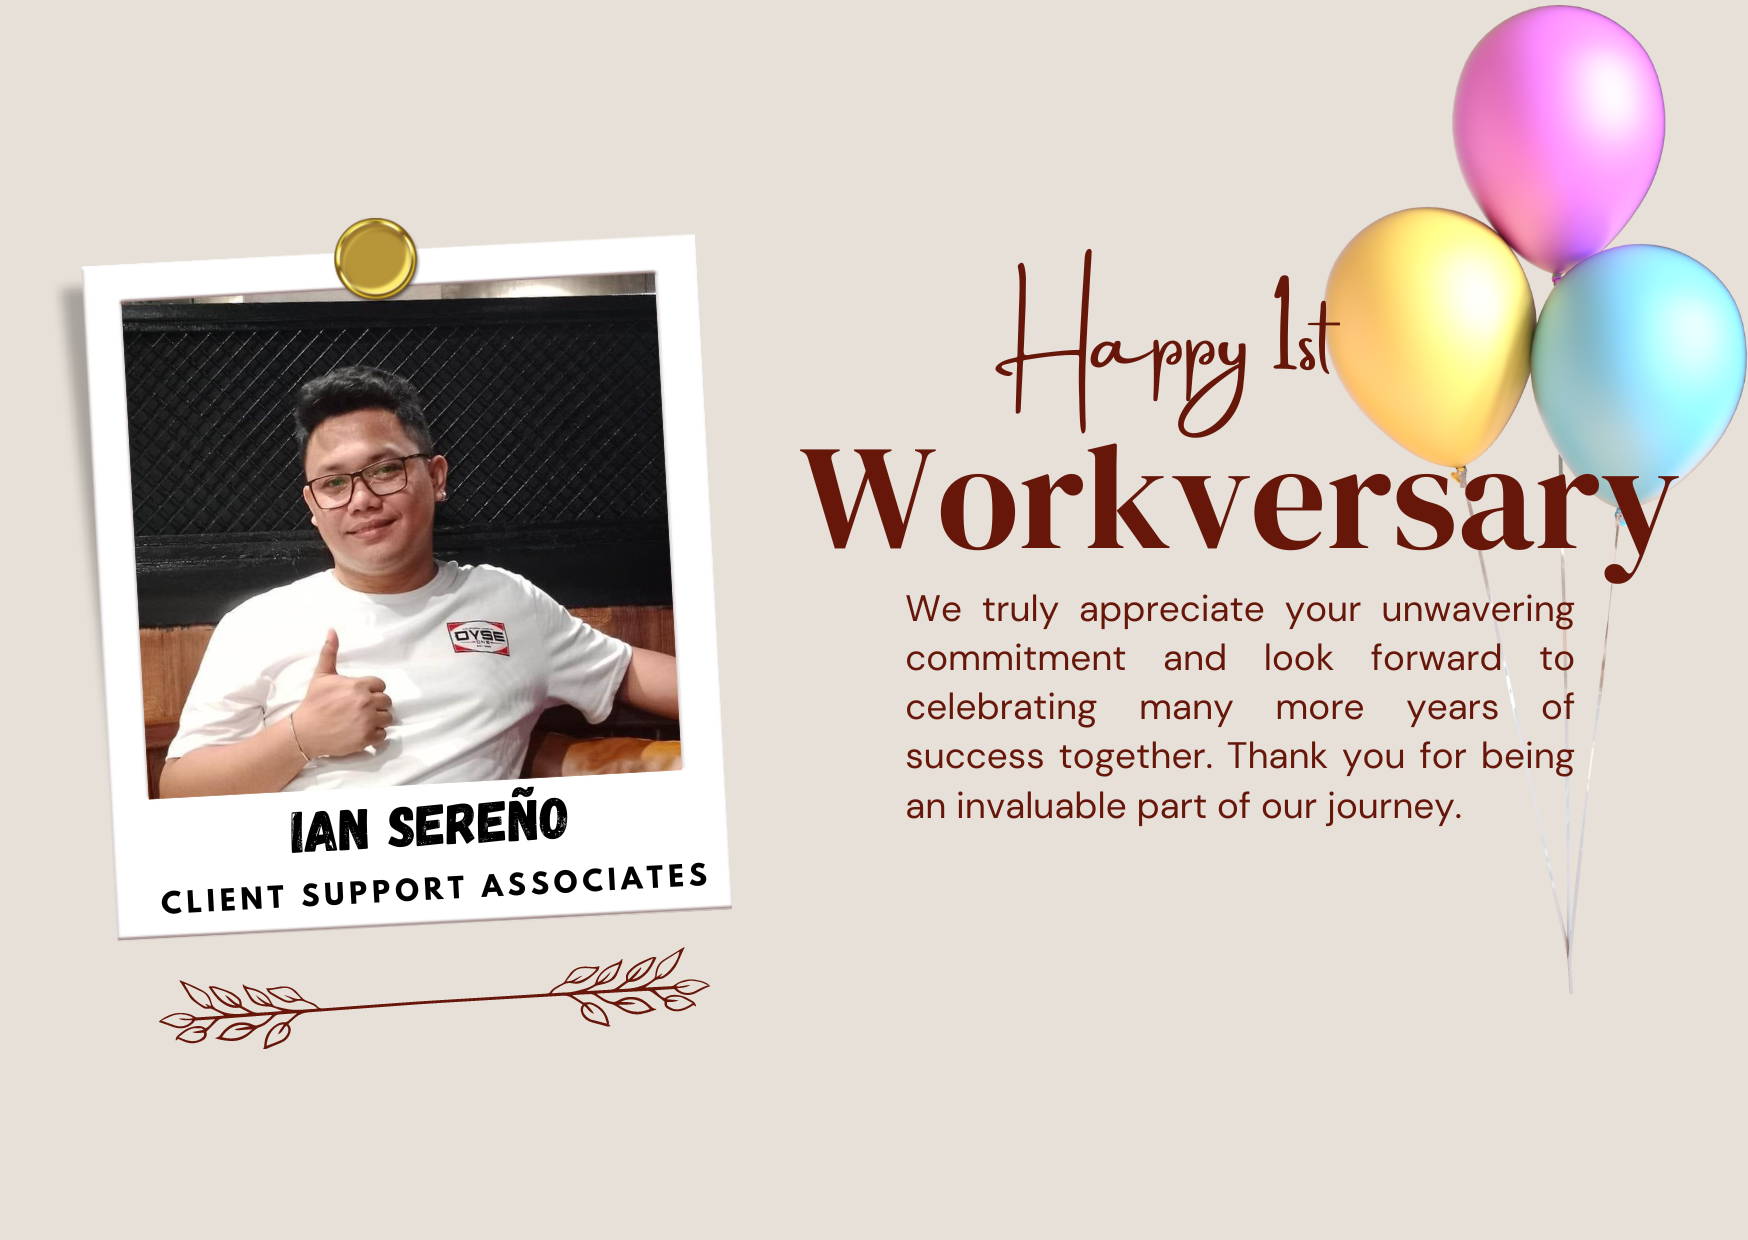 Happy 1st
Workversary
We truly appreciate your unwavering
commitment and look forward to
celebrating many more years of
success together. Thank you for being
an invaluable part of our journey.
OYSE
IAN SEREÑO
CLIENT SUPPORT ASSOCIATES